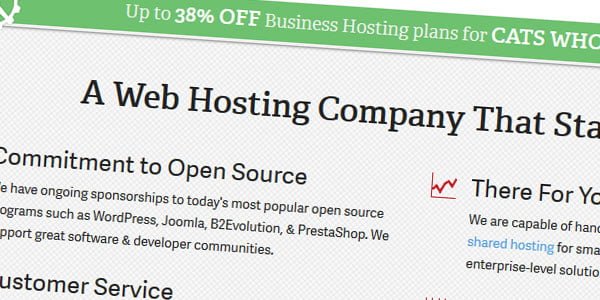 Up to 38% OFF Business Hosting plans for CATS WHO
A Web Hosting Company That Sta
Commitment to Open Source
e have ongoing sponsorships to today's most popular open source
ograms such as WordPress, Joomla, B2Evolution, & PrestaShop. We
pport great software & developer communities.
ustomer Service
There For Yo
We are capable of hand
shared hosting for sma
enterprise-level solutio